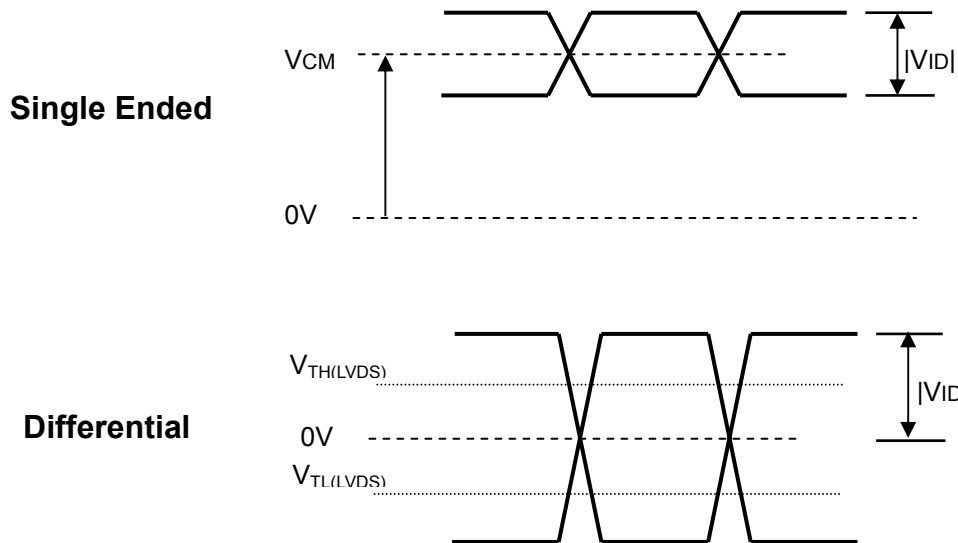 VCM
|VID|
Single Ended
0V
VTH(LVDS)
|VID
Differential
0V
VTL(LVDS)